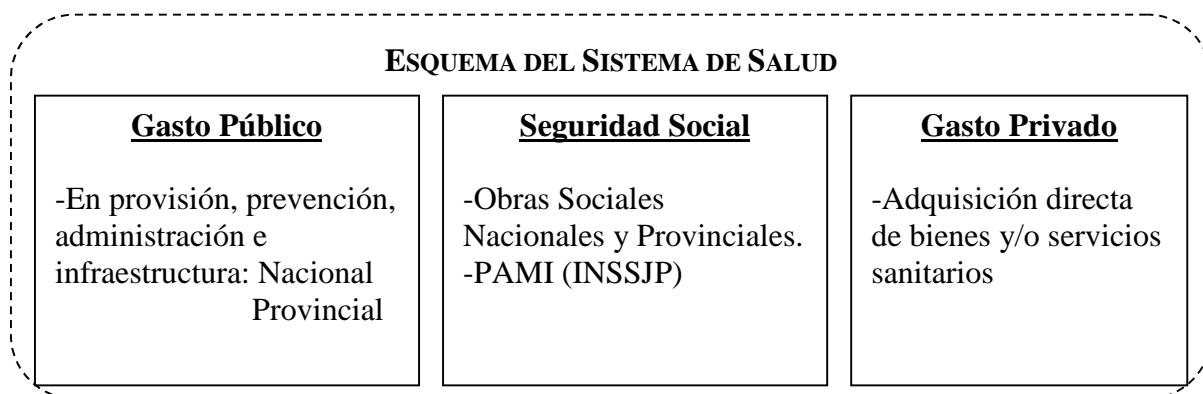 ESQUEMA DEL SISTEMA DE SALUD
Gasto Público
-En provisión, prevención,
administración e
infraestructura: Nacional
Provincial
Seguridad Social
-Obras Sociales
Nacionales y Provinciales.
-PAMI (INSSJP)
Gasto Privado
-Adquisición directa
de bienes y/o servicios
sanitarios